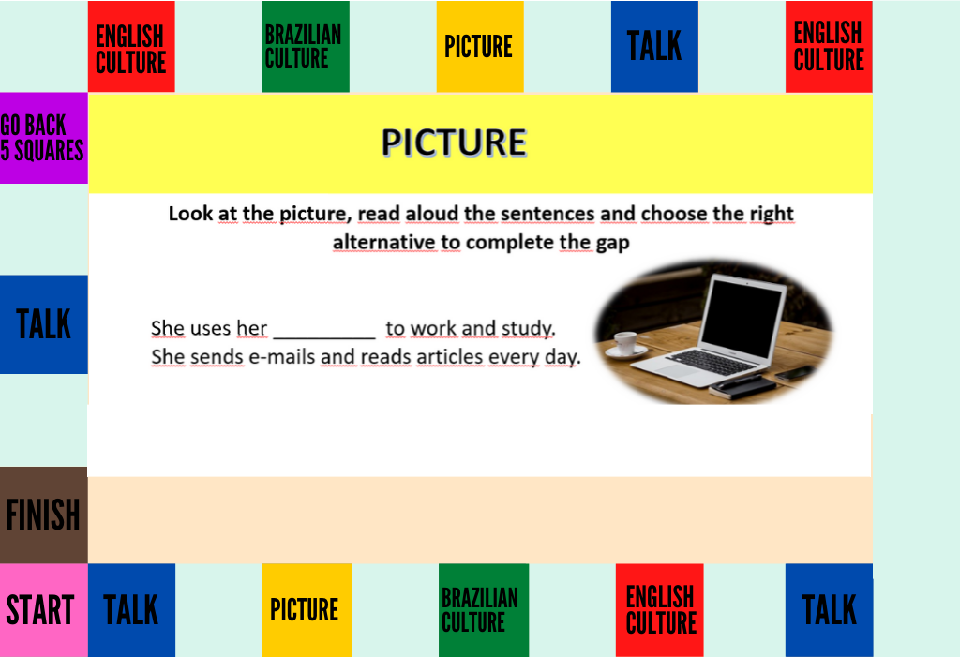 ENGLISH
CULTURE
BRAZILIAN
CULTURE
PICTURE
TALK
ENGLISH
CULTURE
GO BACK
5 SQUARES
PICTURE
Look at the picture, read aloud the sentences and choose the right
alternative to complete the gap
She uses her __________ to work and study.
She sends e-mails and reads articles every day.
TALK
FINISH
START
TALK
PICTURE
BRAZILIAN
CULTURE
ENGLISH
CULTURE
TALK